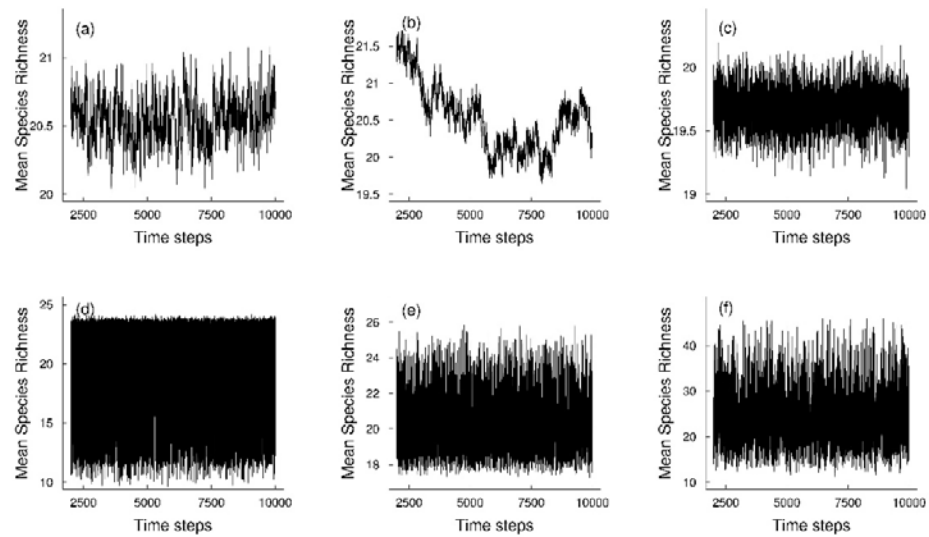 (a)
Mean Species Richness
21
20.5
20
2500 5000 7500 10000
Time steps
(b)
Mean Species Richness
21.5
21
20.5
20
19.5
2500 5000 7500 10000
Time steps
(c)
Mean Species Richness
20
19.5
19
2500 5000 7500 10000
Time steps
(d)
Mean Species Richness
25
20
15
10
2500 5000 7500 10000
Time steps
(e)
Mean Species Richness
26
24
22
20
18
2500 5000 7500 10000
Time steps
(f)
Mean Species Richness
40
30
20
10
2500 5000 7500 10000
Time steps